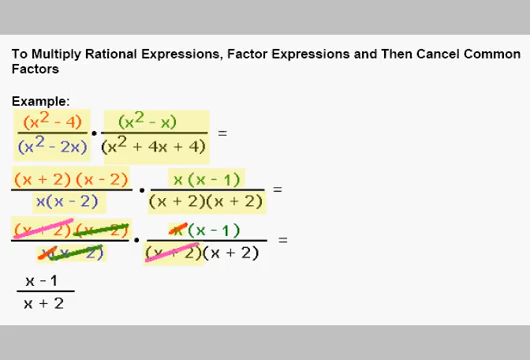 To Multiply Rational Expressions, Factor Expressions and Then Cancel Common
Factors
Example:
(x² - 4) • (x² - x) =
(x² - 2x) (x² + 4x + 4)
(x + 2) (x - 2) • x (x - 1) =
x(x - 2) (x + 2)(x + 2)
(x + 2)(x - 2) • x (x - 1) =
x(x - 2) (x + 2)(x + 2)
x - 1
x + 2